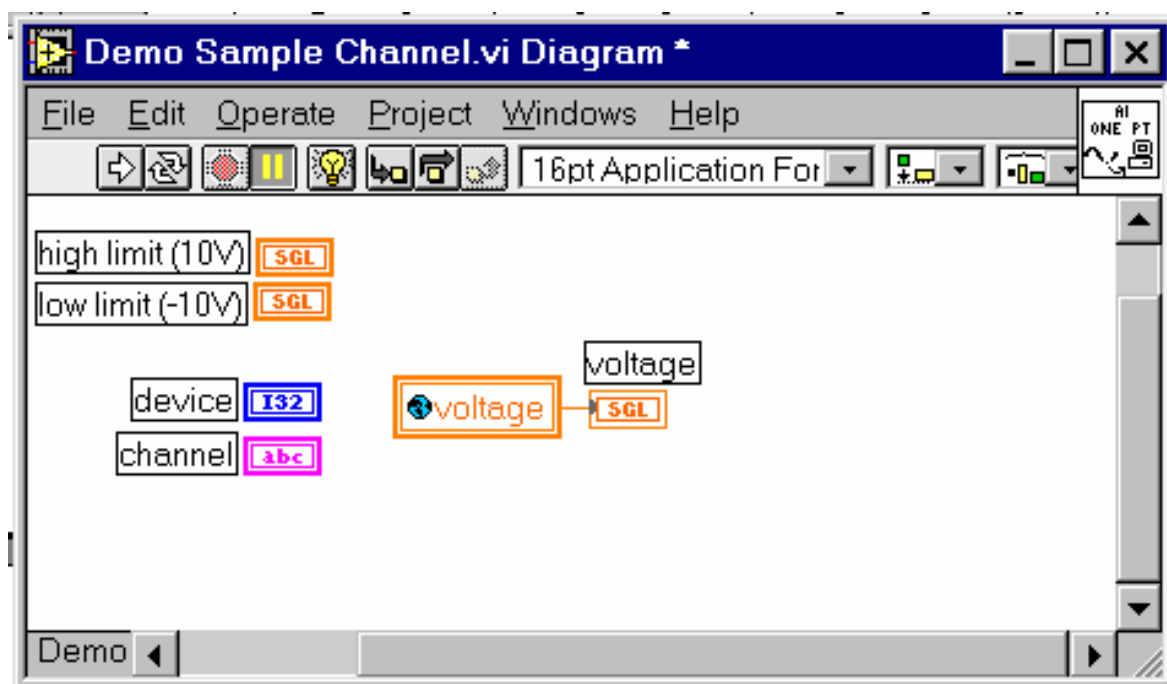 Demo Sample Channel.vi Diagram *
File Edit Operate Project Windows Help
AI
ONE PT
16pt Application For
high limit (10V) SGL
low limit (-10V) SGL
voltage
device I32
voltage SGL
channel abc
Demo